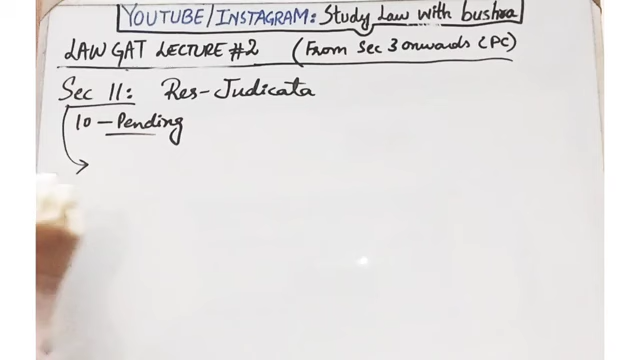 YOUTUBE/INSTAGRAM: Study Law with bushra
LAW GAT LECTURE #2 (From Sec 3 onwards CPC)
Sec 11: Res-Judicata
10 - Pending